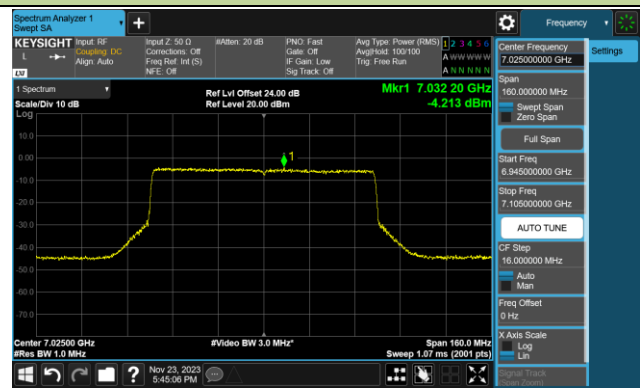 Spectrum Analyzer 1
Swept SA
Frequency
KEYSIGHT
L
LXI
Input: RF
Coupling: DC
Align: Auto
Input Z: 50 Ω
Corrections: Off
Freq Ref: Int (S)
NFE: Off
#Atten: 20 dB
PNO: Fast
Gate: Off
IF Gain: Low
Sig Track: Off
Avg Type: Power (RMS)
Avg|Hold: 100/100
Trig: Free Run
1 2 3 4 5 6
A W W W W W
A N N N N N
1 Spectrum
Scale/Div 10 dB
Log
Ref Lvl Offset 24.00 dB
Ref Level 20.00 dBm
Mkr1 7.032 20 GHz
-4.213 dBm
10.0
0.00
-10.0
-20.0
-30.0
-40.0
-50.0
-60.0
-70.0
1
Center 7.02500 GHz
#Res BW 1.0 MHz
#Video BW 3.0 MHz*
Span 160.0 MHz
Sweep 1.07 ms (2001 pts)
Nov 23, 2023
5:45:06 PM
Center Frequency
7.025000000 GHz
Settings
Span
160.000000 MHz
Swept Span
Zero Span
Full Span
Start Freq
6.945000000 GHz
Stop Freq
7.105000000 GHz
AUTO TUNE
CF Step
16.000000 MHz
Auto
Man
Freq Offset
0 Hz
X Axis Scale
Log
Lin
Signal Track
(Span Zoom)